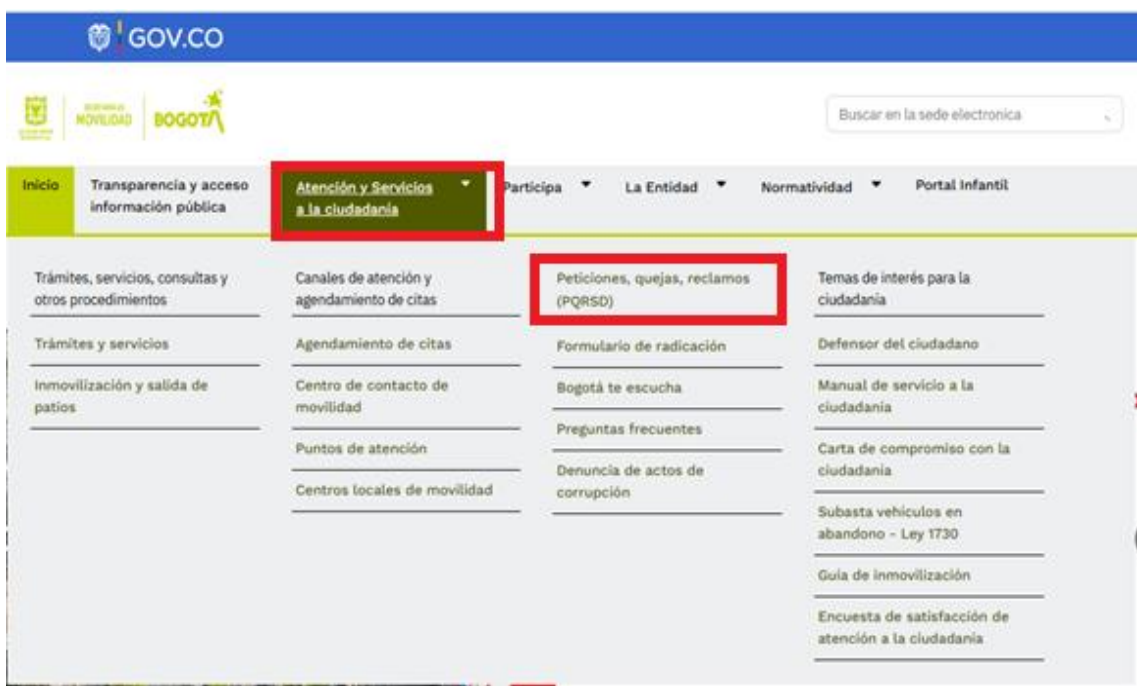 GOV.CO
MOVILIDAD
BOGOTÁ
Buscar en la sede electronica
Inicio
Transparencia y acceso
información pública
Atención y Servicios
a la ciudadanía
Participa
La Entidad
Normatividad
Portal Infantil
Trámites, servicios, consultas y
otros procedimientos
Trámites y servicios
Inmovilización y salida de
patios
Canales de atención y
agendamiento de citas
Agendamiento de citas
Centro de contacto de
movilidad
Puntos de atención
Centros locales de movilidad
Peticiones, quejas, reclamos
(PQRSD)
Formulario de radicación
Bogotá te escucha
Preguntas frecuentes
Denuncia de actos de
corrupción
Temas de interés para la
ciudadanía
Defensor del ciudadano
Manual de servicio a la
ciudadanía
Carta de compromiso con la
ciudadanía
Subasta vehículos en
abandono - Ley 1730
Guía de inmovilización
Encuesta de satisfacción de
atención a la ciudadanía